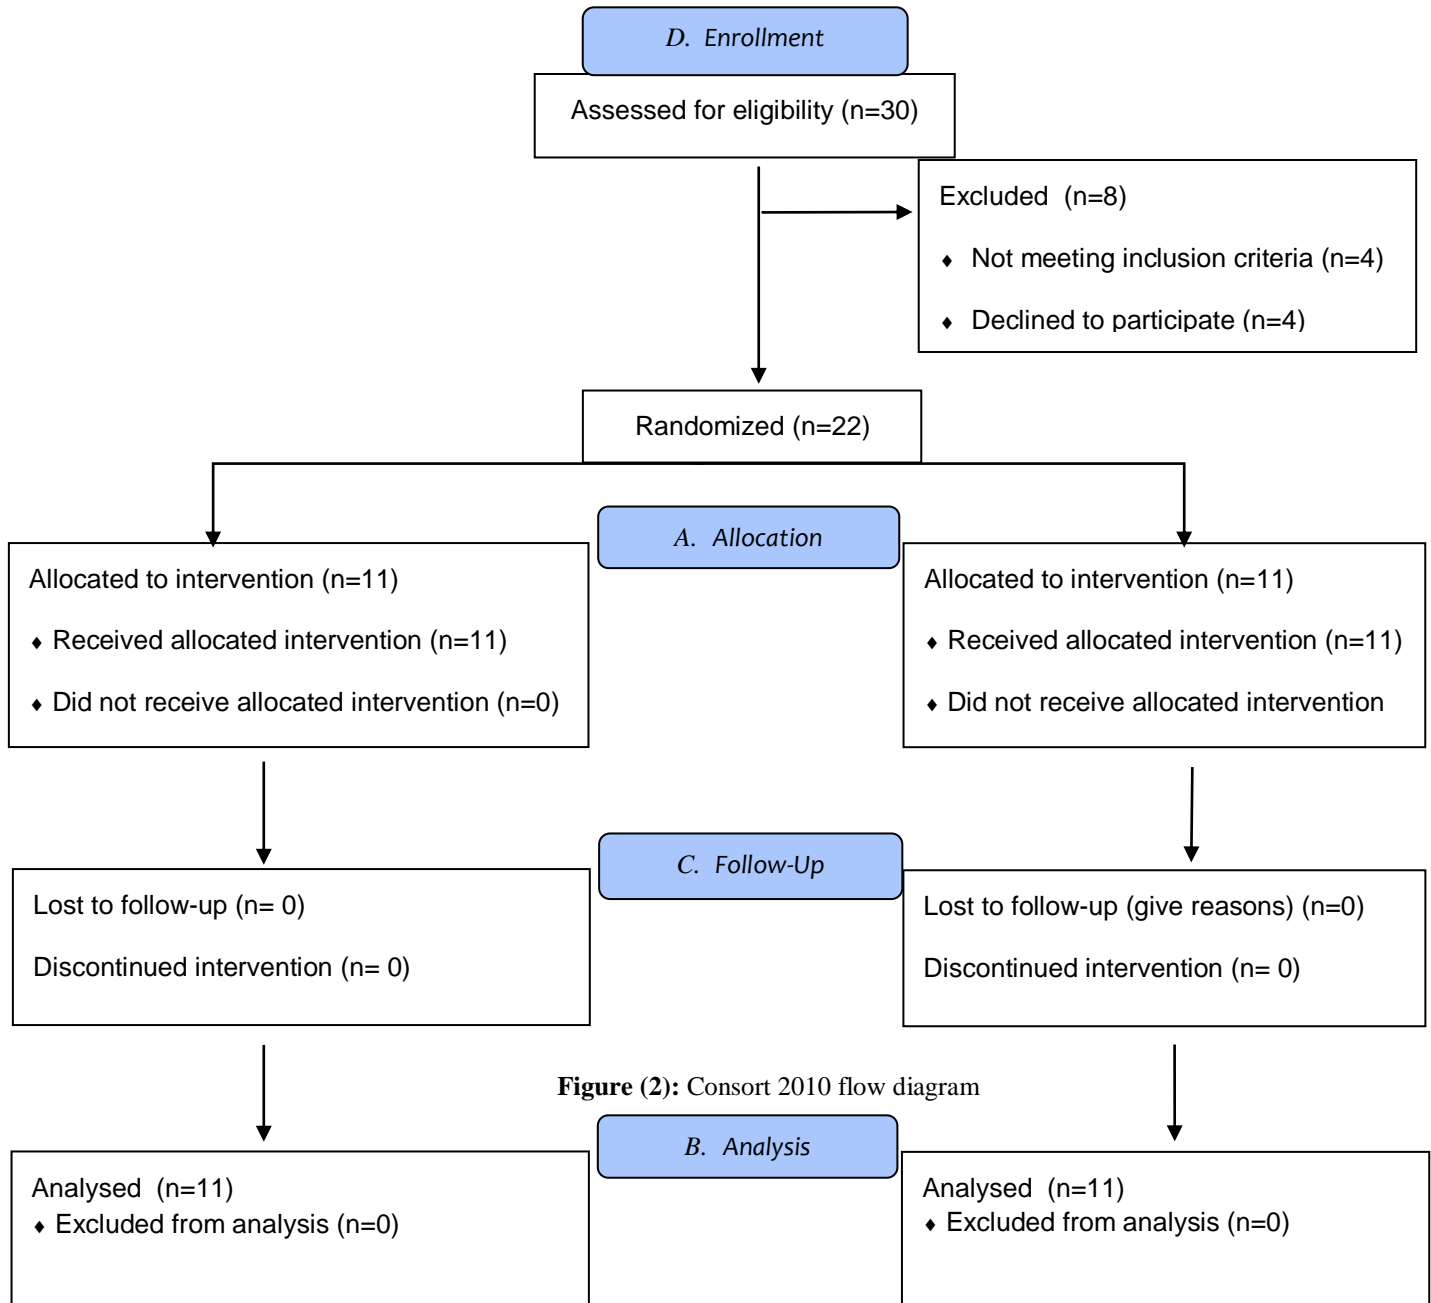 D. Enrollment
Assessed for eligibility (n=30)
Excluded (n=8)
♦ Not meeting inclusion criteria (n=4)
♦ Declined to participate (n=4)
Randomized (n=22)
A. Allocation
Allocated to intervention (n=11)
♦ Received allocated intervention (n=11)
♦ Did not receive allocated intervention (n=0)
Allocated to intervention (n=11)
♦ Received allocated intervention (n=11)
♦ Did not receive allocated intervention
C. Follow-Up
Lost to follow-up (n= 0)
Discontinued intervention (n= 0)
Lost to follow-up (give reasons) (n=0)
Discontinued intervention (n= 0)
Figure (2): Consort 2010 flow diagram
B. Analysis
Analysed (n=11)
♦ Excluded from analysis (n=0)
Analysed (n=11)
♦ Excluded from analysis (n=0)